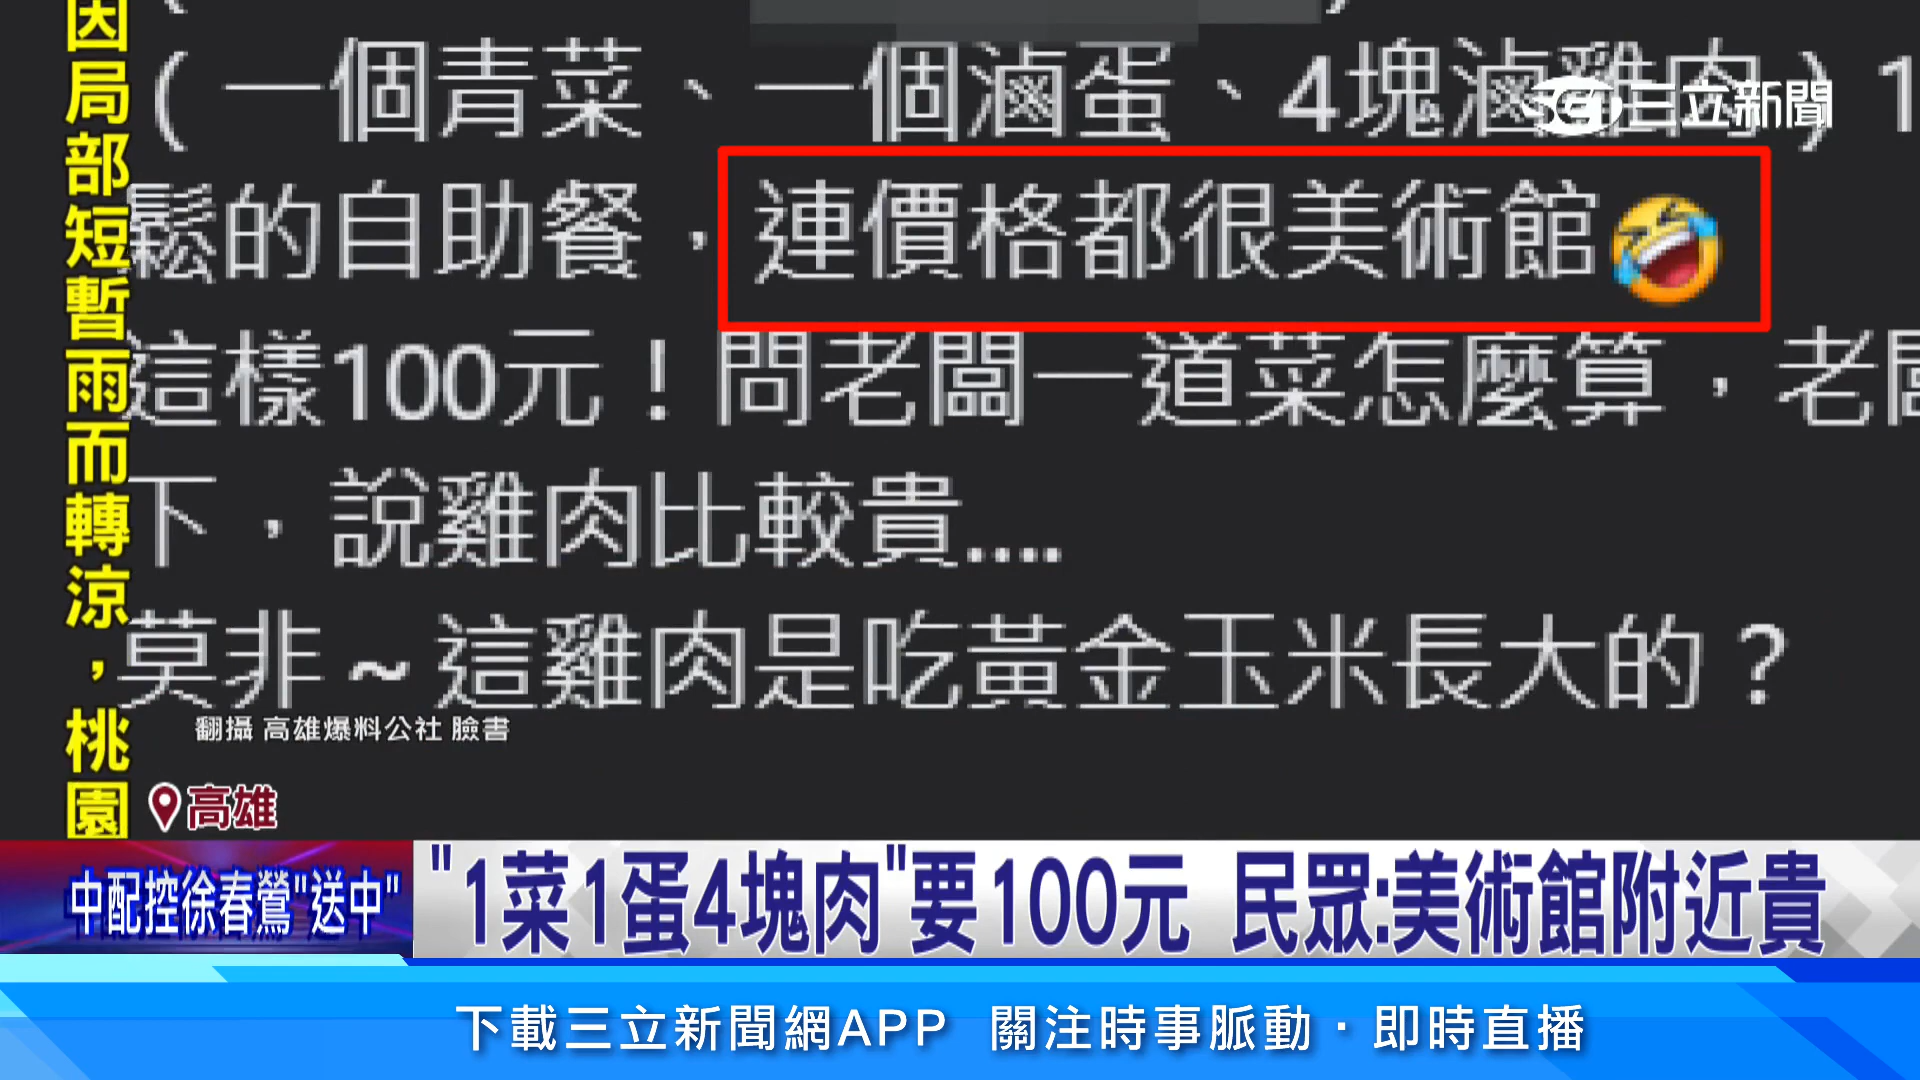 (一個青菜、一個滷蛋、4塊滷雞肉)1
三立新聞
鬆的自助餐，連價格都很美術館🤣
這樣100元！問老闆一道菜怎麼算，老闆
下，說雞肉比較貴....
莫非~這雞肉是吃黃金玉米長大的？
因局部短暫雨而轉涼，桃園
翻攝 高雄爆料公社 臉書
高雄
中配控徐春鶯"送中"
"1菜1蛋4塊肉"要100元 民眾:美術館附近貴
下載三立新聞網APP 關注時事脈動·即時直播